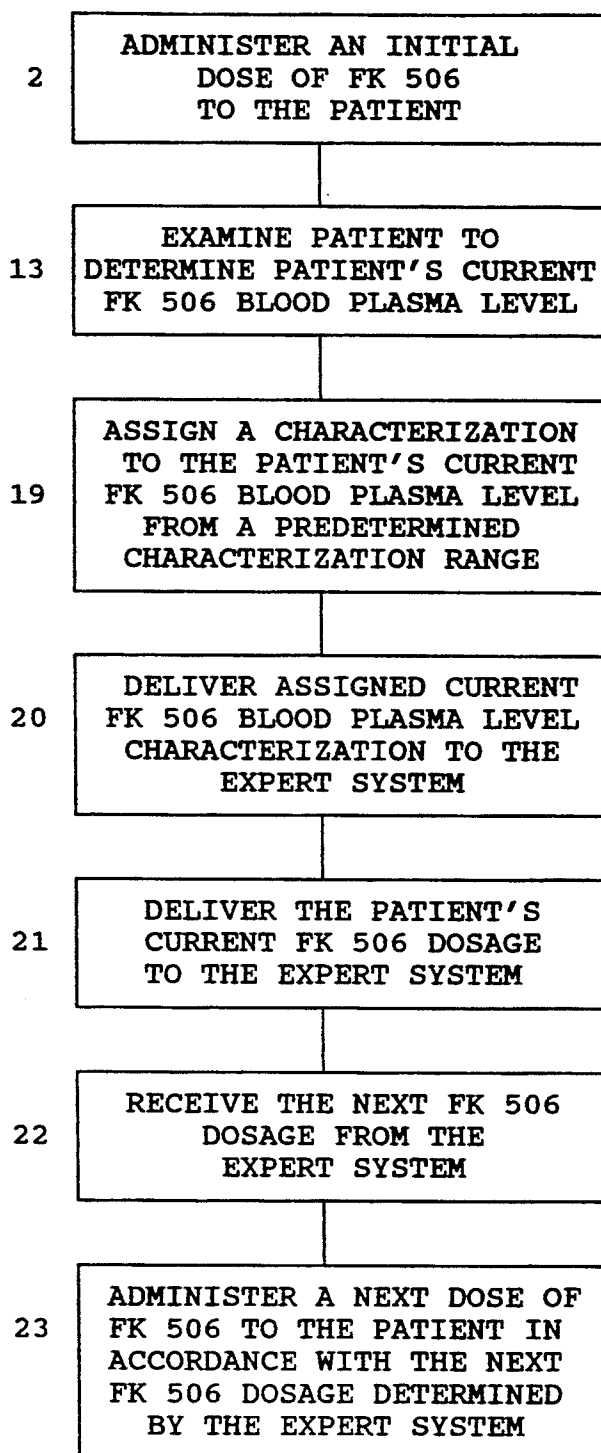 ADMINISTER AN INITIAL
2 DOSE OF FK 506
TO THE PATIENT
EXAMINE PATIENT TO
13 DETERMINE PATIENT'S CURRENT
FK 506 BLOOD PLASMA LEVEL
ASSIGN A CHARACTERIZATION
TO THE PATIENT'S CURRENT
19 FK 506 BLOOD PLASMA LEVEL
FROM A PREDETERMINED
CHARACTERIZATION RANGE
DELIVER ASSIGNED CURRENT
20 FK 506 BLOOD PLASMA LEVEL
CHARACTERIZATION TO THE
EXPERT SYSTEM
DELIVER THE PATIENT'S
21 CURRENT FK 506 DOSAGE
TO THE EXPERT SYSTEM
RECEIVE THE NEXT FK 506
22 DOSAGE FROM THE
EXPERT SYSTEM
ADMINISTER A NEXT DOSE OF
23 FK 506 TO THE PATIENT IN
ACCORDANCE WITH THE NEXT
FK 506 DOSAGE DETERMINED
BY THE EXPERT SYSTEM